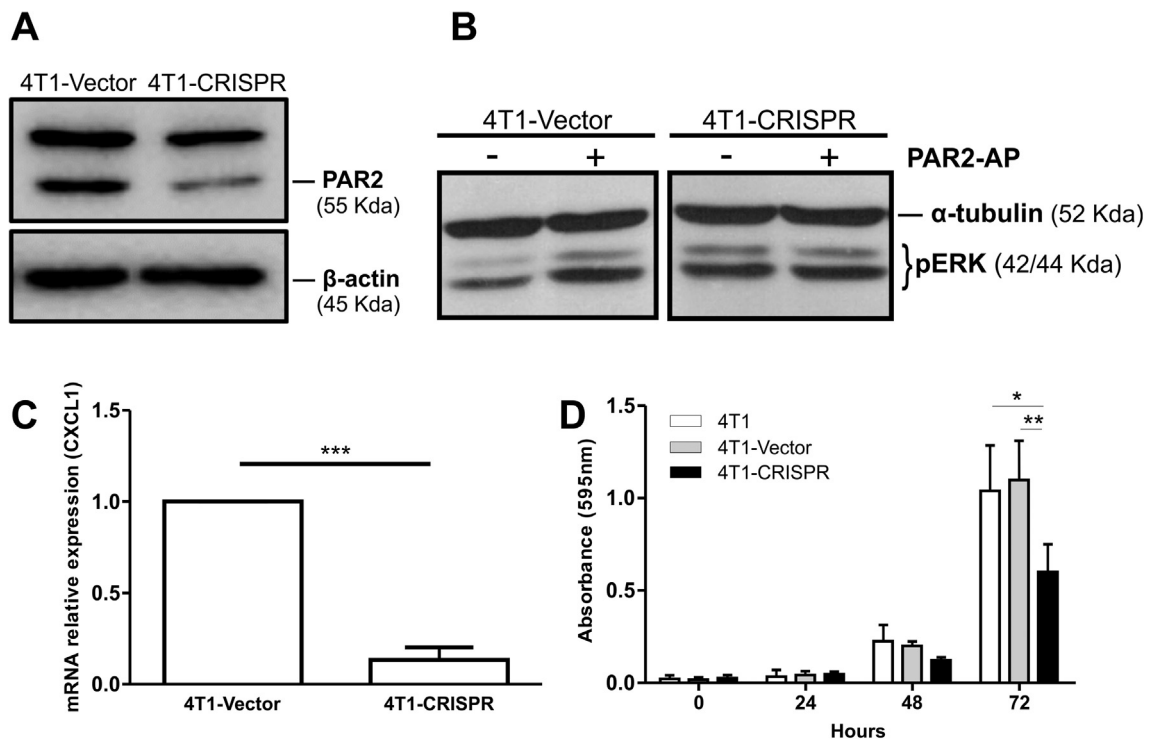 A
4T1-Vector 4T1-CRISPR
PAR2
(55 Kda)
β-actin
(45 Kda)
B
4T1-Vector 4T1-CRISPR
- + - + PAR2-AP
α-tubulin (52 Kda)
pERK (42/44 Kda)
C
mRNA relative expression (CXCL1)
1.5
1.0
0.5
0.0
***
4T1-Vector 4T1-CRISPR
D
Absorbance (595nm)
1.5
1.0
0.5
0.0
4T1
4T1-Vector
4T1-CRISPR
*
**
0 24 48 72
Hours